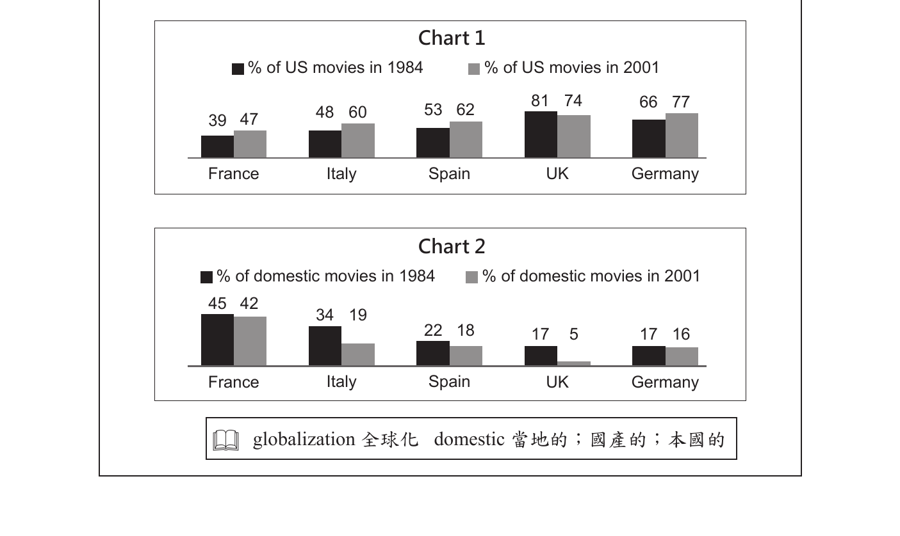 Chart 1
% of US movies in 1984 % of US movies in 2001
39 47 48 60 53 62 81 74 66 77
France Italy Spain UK Germany
Chart 2
% of domestic movies in 1984 % of domestic movies in 2001
45 42 34 19 22 18 17 5 17 16
France Italy Spain UK Germany
globalization 全球化 domestic 當地的；國產的；本國的